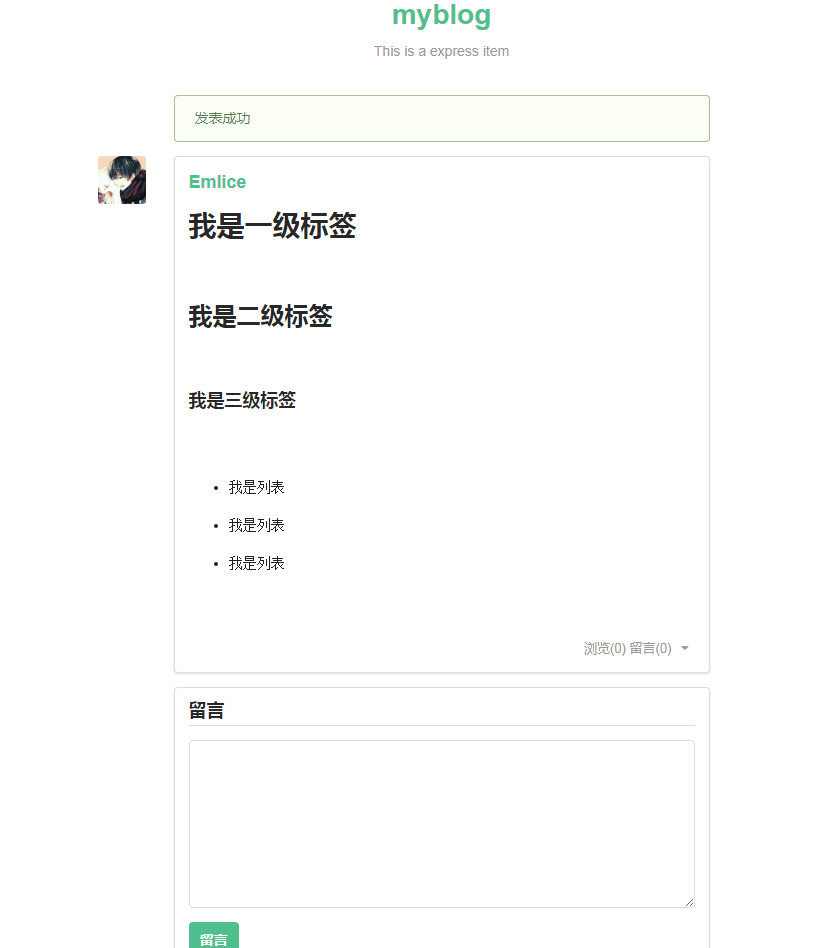 myblog
This is a express item
发表成功
Emlice
我是一级标签
我是二级标签
我是三级标签
• 我是列表
• 我是列表
• 我是列表
浏览(0) 留言(0)
留言
留言